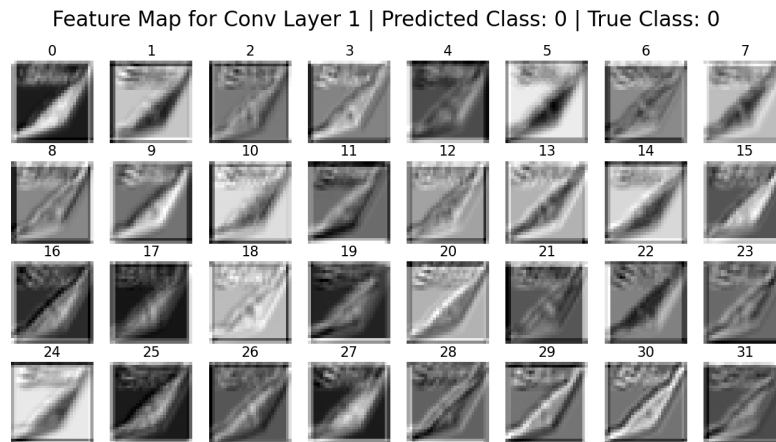 Feature Map for Conv Layer 1 | Predicted Class: 0 | True Class: 0
0 1 2 3 4 5 6 7
8 9 10 11 12 13 14 15
16 17 18 19 20 21 22 23
24 25 26 27 28 29 30 31